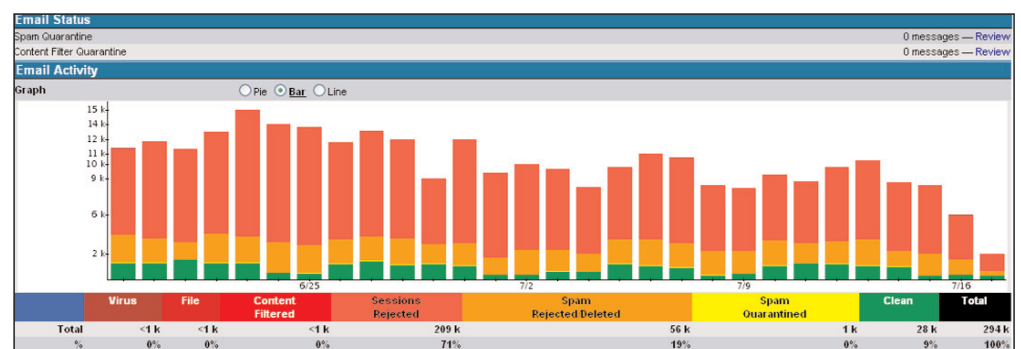 Email Status
Spam Quarantine 0 messages — Review
Content Filter Quarantine 0 messages — Review
Email Activity
Graph Pie Bar Line
15 k
14 k
12 k
11 k
10 k
9 k
6 k
2 k
6/25 7/2 7/9 7/16
Virus File Content Sessions Spam Spam Clean Total
Filtered Rejected Rejected Deleted Quarantined
Total <1 k <1 k <1 k 209 k 56 k 1 k 28 k 294 k
% 0% 0% 0% 71% 19% 0% 9% 100%